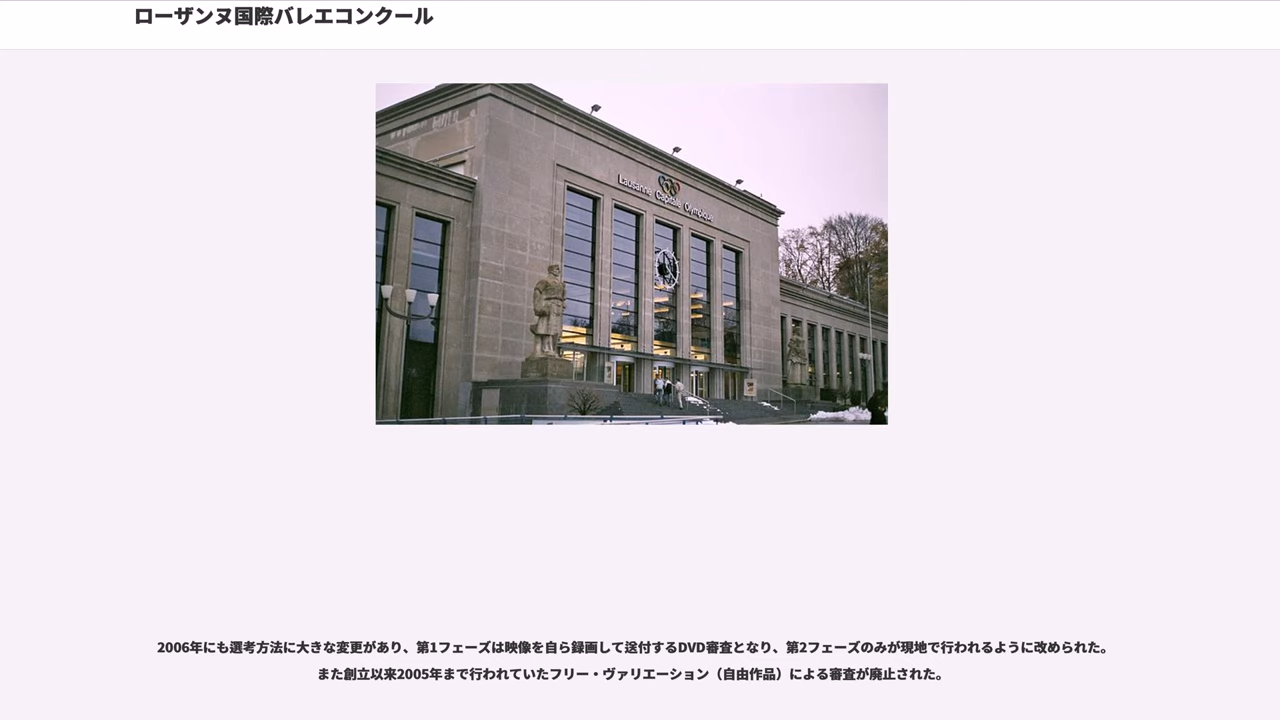 ローザンヌ国際バレエコンクール
Lausanne Capitale Olympique
2006年にも選考方法に大きな変更があり、第1フェーズは映像を自ら録画して送付するDVD審査となり、第2フェーズのみが現地で行われるように改められた。
また創立以来2005年まで行われていたフリー・ヴァリエーション（自由作品）による審査が廃止された。